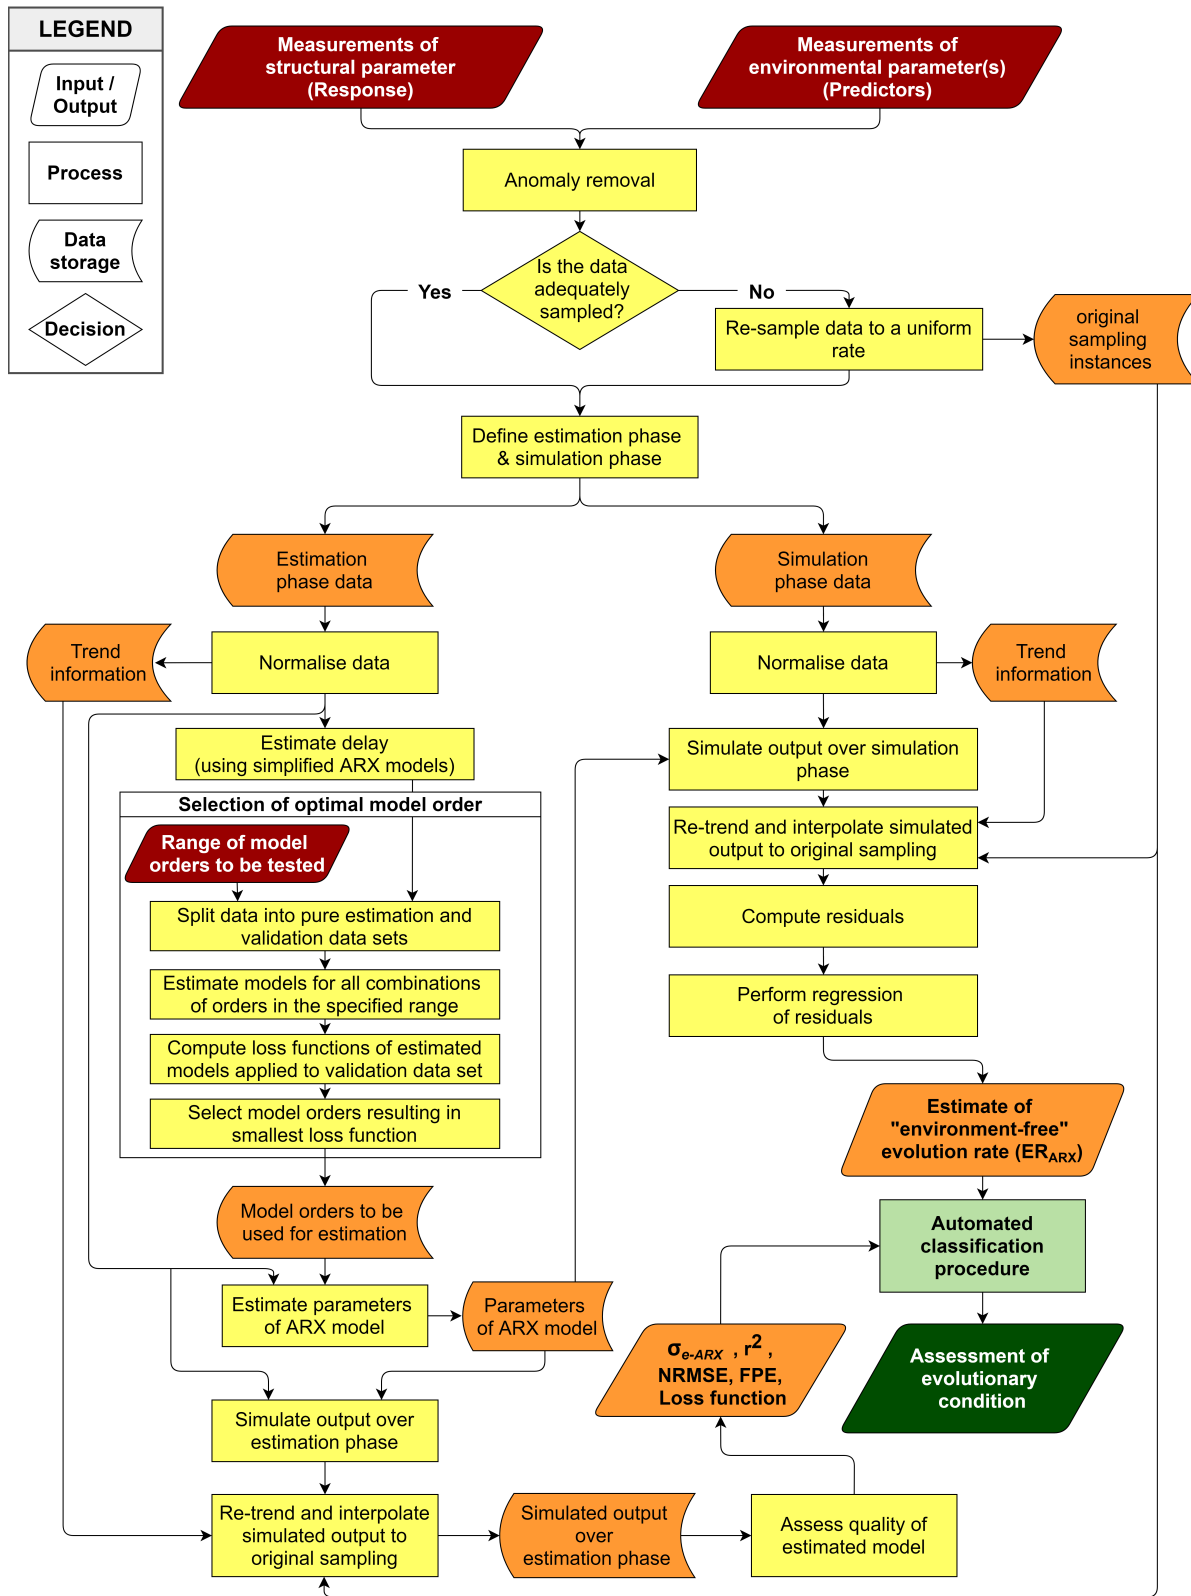 LEGEND
Input /
Output
Process
Data
storage
Decision
Measurements of
structural parameter
(Response)
Measurements of
environmental parameter(s)
(Predictors)
Anomaly removal
Is the data
adequately
sampled?
Yes
No
Re-sample data to a uniform
rate
original
sampling
instances
Define estimation phase
& simulation phase
Estimation
phase data
Simulation
phase data
Trend
information
Normalise data
Normalise data
Trend
information
Estimate delay
(using simplified ARX models)
Selection of optimal model order
Range of model
orders to be tested
Split data into pure estimation and
validation data sets
Estimate models for all combinations
of orders in the specified range
Compute loss functions of estimated
models applied to validation data set
Select model orders resulting in
smallest loss function
Model orders to be
used for estimation
Estimate parameters
of ARX model
Parameters
of ARX model
Simulate output over
estimation phase
Re-trend and interpolate
simulated output to
original sampling
Simulated output
over
estimation phase
Assess quality of
estimated model
σe-ARX , r², 
NRMSE, FPE,
Loss function
Simulate output over simulation
phase
Re-trend and interpolate simulated
output to original sampling
Compute residuals
Perform regression
of residuals
Estimate of
"environment-free"
evolution rate (ERARX)
Automated
classification
procedure
Assessment of
evolutionary
condition